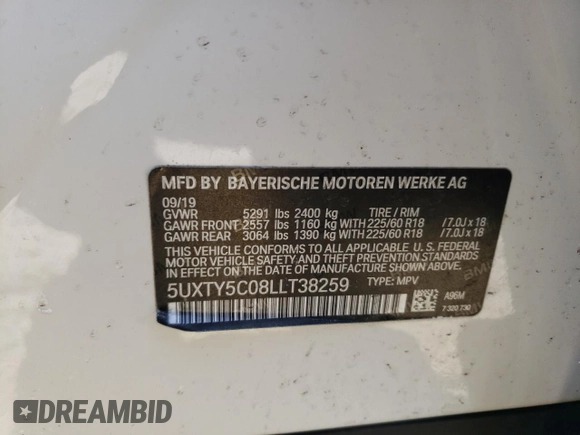 MFD BY BAYERISCHE MOTOREN WERKE AG
09/19
GVWR 5291 lbs 2400 kg TIRE / RIM
GAWR FRONT 2557 lbs 1160 kg WITH 225/60 R18 /7.0J x 18
GAWR REAR 3064 lbs 1390 kg WITH 225/60 R18 /7.0J x 18
THIS VEHICLE CONFORMS TO ALL APPLICABLE U. S. FEDERAL
MOTOR VEHICLE SAFETY STANDARDS IN EFFECT ON THE
DATE OF MANUFACTURE SHOWN ABOVE.
5UXTY5C08LLT38259 TYPE: MPV
A96M
7 320 730
DREAMBID